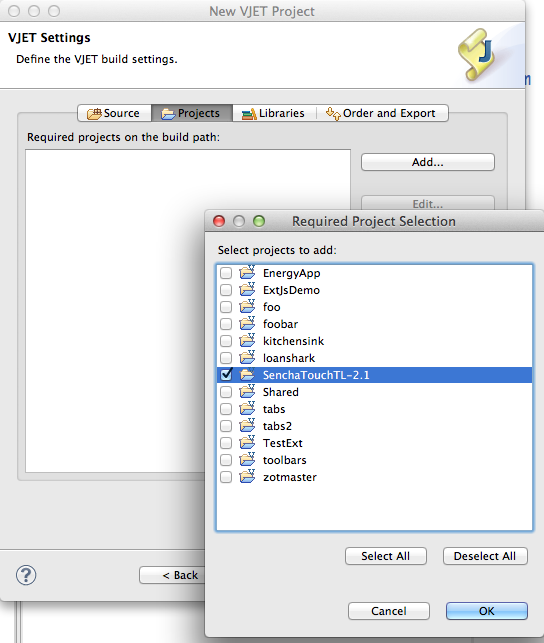 New VJET Project
VJET Settings
Define the VJET build settings.
Source
Projects
Libraries
Order and Export
Required projects on the build path:
Add...
Edit...
Required Project Selection
Select projects to add:
EnergyApp
ExtJsDemo
foo
foobar
kitchensink
loanshark
SenchaTouchTL-2.1
Shared
tabs
tabs2
TestExt
toolbars
zotmaster
Select All
Deselect All
< Back
Cancel
OK